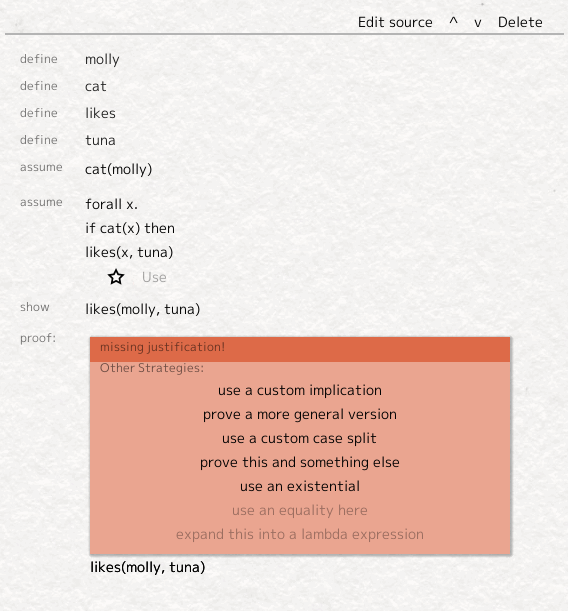 Edit source ^ v Delete
define molly
define cat
define likes
define tuna
assume cat(molly)
assume forall x.
if cat(x) then
likes(x, tuna)
Use
show likes(molly, tuna)
proof:
missing justification!
Other Strategies:
use a custom implication
prove a more general version
use a custom case split
prove this and something else
use an existential
use an equality here
expand this into a lambda expression
likes(molly, tuna)